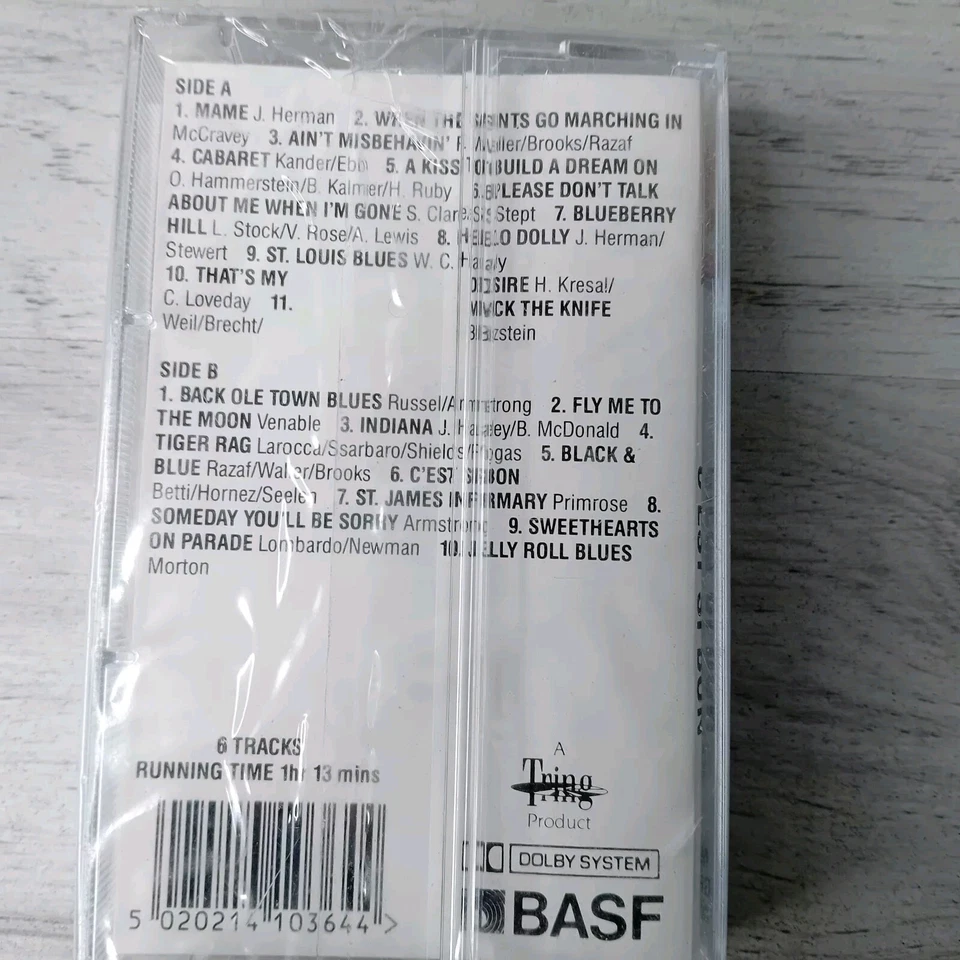 SIDE A
1. MAME J. Herman 2. WHEN THE SAINTS GO MARCHING IN
McCravey 3. AIN'T MISBEHAVIN' F. Waller/Brooks/Razaf
4. CABARET Kander/Ebb 5. A KISS TO BUILD A DREAM ON
O. Hammerstein/B. Kalmer/H. Ruby 6. PLEASE DON'T TALK
ABOUT ME WHEN I'M GONE S. Clare/S. Stept 7. BLUEBERRY
HILL L. Stock/V. Rose/A. Lewis 8. HELLO DOLLY J. Herman/
Stewert 9. ST. LOUIS BLUES W. C. Handy
10. THAT'S MY DESIRE H. Kresal/
C. Loveday 11. MACK THE KNIFE
Weil/Brecht/ Blitzstein
SIDE B
1. BACK OLE TOWN BLUES Russel/Armstrong 2. FLY ME TO
THE MOON Venable 3. INDIANA J. Hanley/B. McDonald 4.
TIGER RAG Larocca/Ssarbaro/Shields/Ragas 5. BLACK &
BLUE Razaf/Waller/Brooks 6. C'EST SI BON
Betti/Hornez/Seelen 7. ST. JAMES INFIRMARY Primrose 8.
SOMEDAY YOU'LL BE SORRY Armstrong 9. SWEETHEARTS
ON PARADE Lombardo/Newman 10. JELLY ROLL BLUES
Morton
6 TRACKS
RUNNING TIME 1hr 13 mins
A
Tring
Product
DOLBY SYSTEM
BASF
5 020214 103644 >